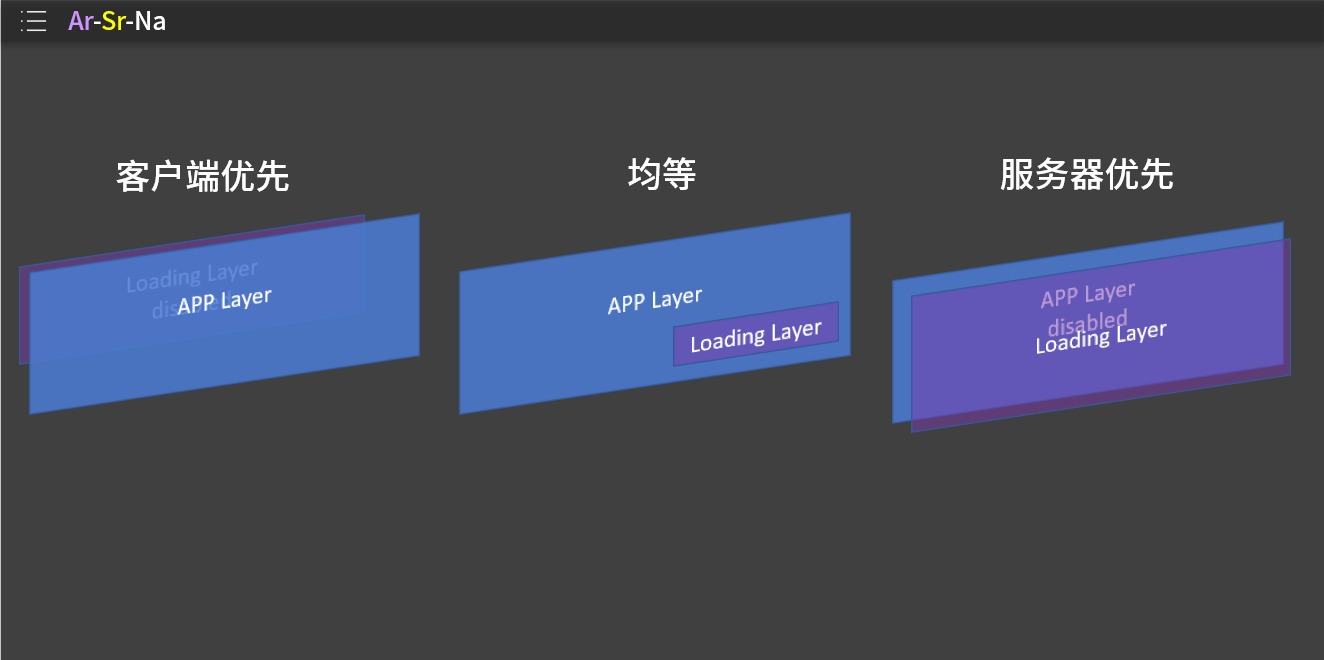 Ar-Sr-Na
客户端优先
均等
服务器优先
Loading Layer
disabled
APP Layer
APP Layer
Loading Layer
APP Layer
disabled
Loading Layer